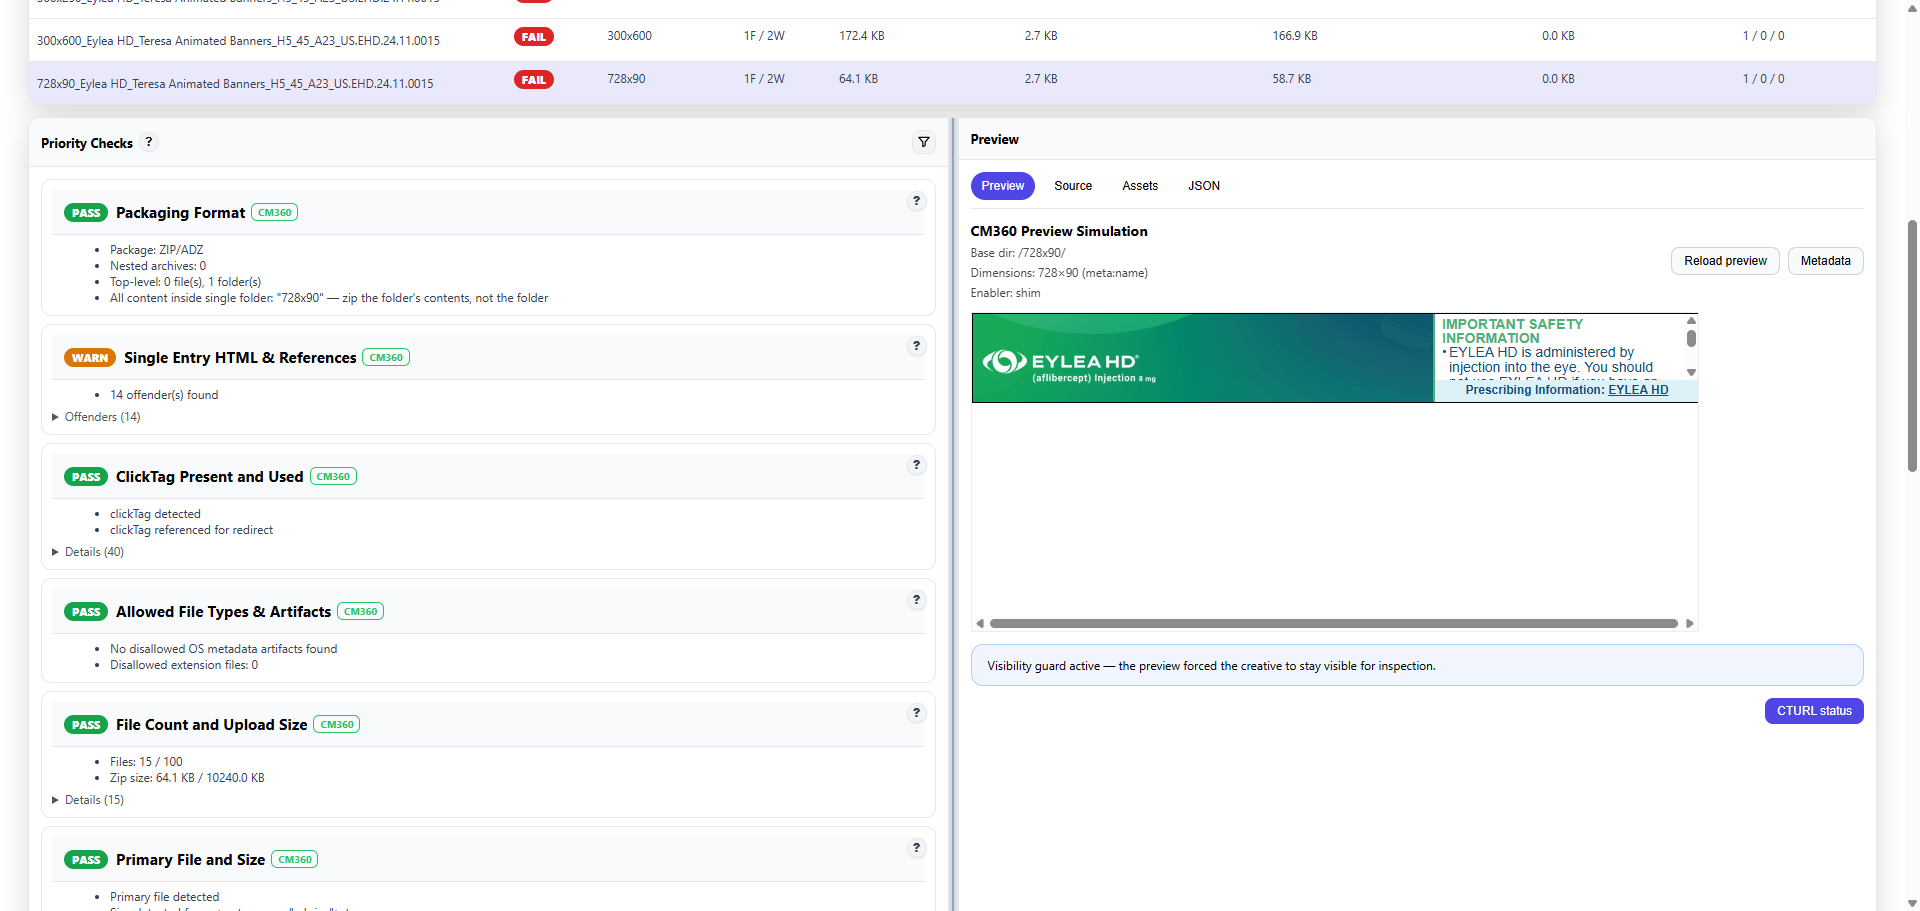 300x600_Eylea HD_Teresa Animated Banners_H5_45_A23_US.EHD.24.11.0015 FAIL 300x600 1F / 2W 172.4 KB 2.7 KB 166.9 KB 0.0 KB 1 / 0 / 0
728x90_Eylea HD_Teresa Animated Banners_H5_45_A23_US.EHD.24.11.0015 FAIL 728x90 1F / 2W 64.1 KB 2.7 KB 58.7 KB 0.0 KB 1 / 0 / 0
Priority Checks ?
PASS Packaging Format CM360 ?
• Package: ZIP/ADZ
• Nested archives: 0
• Top-level: 0 file(s), 1 folder(s)
• All content inside single folder: "728x90" — zip the folder's contents, not the folder
WARN Single Entry HTML & References CM360 ?
• 14 offender(s) found
Offenders (14)
PASS ClickTag Present and Used CM360 ?
• clickTag detected
• clickTag referenced for redirect
Details (40)
PASS Allowed File Types & Artifacts CM360 ?
• No disallowed OS metadata artifacts found
• Disallowed extension files: 0
PASS File Count and Upload Size CM360 ?
• Files: 15 / 100
• Zip size: 64.1 KB / 10240.0 KB
Details (15)
PASS Primary File and Size CM360 ?
• Primary file detected
Preview
Preview Source Assets JSON
CM360 Preview Simulation
Base dir: /728x90/
Dimensions: 728×90 (meta:name)
Enabler: shim
Reload preview Metadata
EYLEA HD®
(aflibercept) Injection 8 mg
IMPORTANT SAFETY
INFORMATION
• EYLEA HD is administered by
injection into the eye. You should
Prescribing Information: EYLEA HD
Visibility guard active — the preview forced the creative to stay visible for inspection.
CTURL status